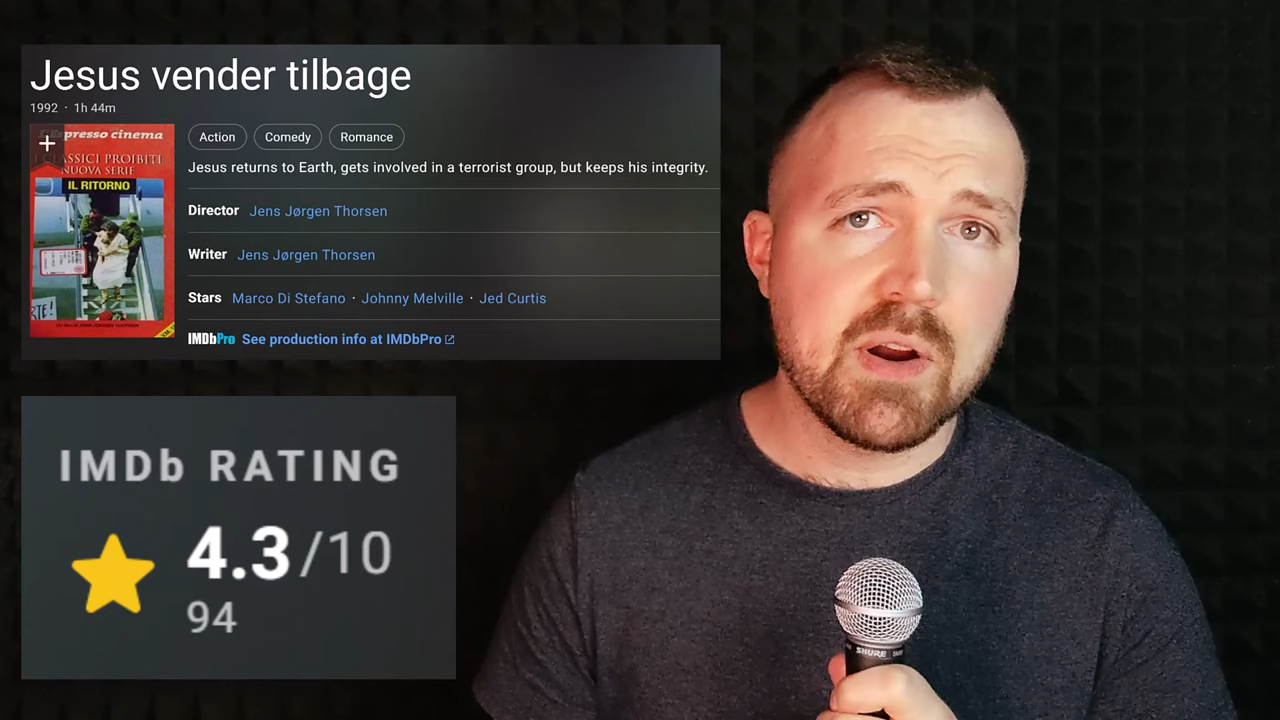 Jesus vender tilbage
1992 · 1h 44m
L'Espresso cinema
I CLASSICI PROIBITI
NUOVA SERIE
IL RITORNO
Action
Comedy
Romance
Jesus returns to Earth, gets involved in a terrorist group, but keeps his integrity.
Director Jens Jørgen Thorsen
Writer Jens Jørgen Thorsen
Stars Marco Di Stefano · Johnny Melville · Jed Curtis
IMDbPro See production info at IMDbPro
IMDb RATING
4.3/10
94
SHURE